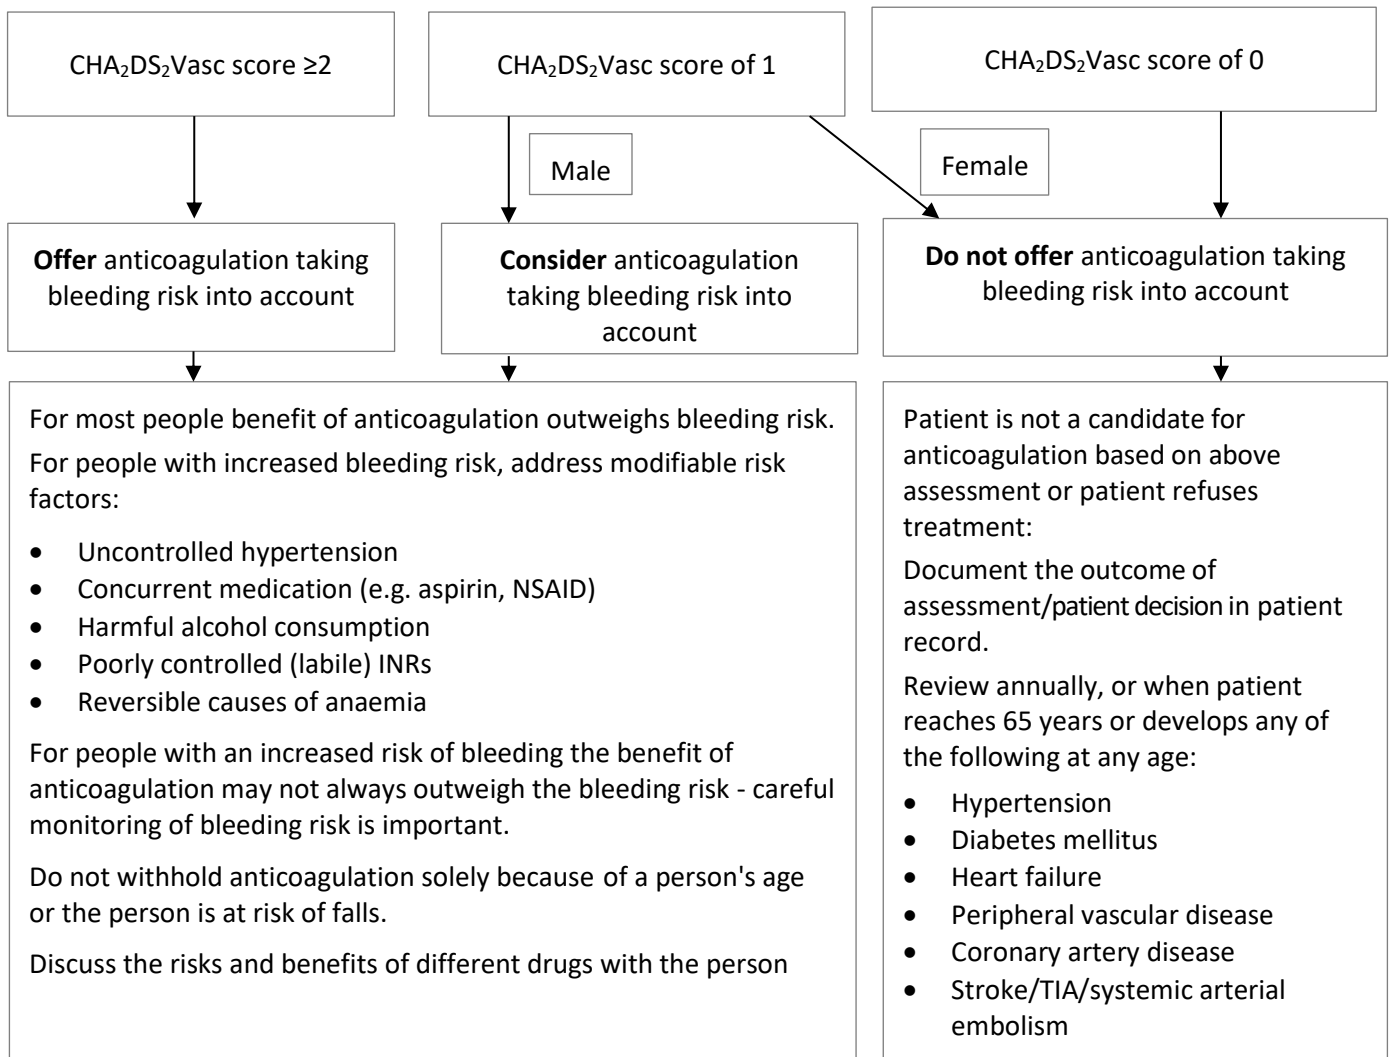 CHA₂DS₂Vasc score ≥2
CHA₂DS₂Vasc score of 1
CHA₂DS₂Vasc score of 0
Male
Female
Offer anticoagulation taking
bleeding risk into account
Consider anticoagulation
taking bleeding risk into
account
Do not offer anticoagulation taking
bleeding risk into account
For most people benefit of anticoagulation outweighs bleeding risk.
For people with increased bleeding risk, address modifiable risk
factors:
• Uncontrolled hypertension
• Concurrent medication (e.g. aspirin, NSAID)
• Harmful alcohol consumption
• Poorly controlled (labile) INRs
• Reversible causes of anaemia
For people with an increased risk of bleeding the benefit of
anticoagulation may not always outweigh the bleeding risk - careful
monitoring of bleeding risk is important.
Do not withhold anticoagulation solely because of a person's age
or the person is at risk of falls.
Discuss the risks and benefits of different drugs with the person
Patient is not a candidate for
anticoagulation based on above
assessment or patient refuses
treatment:
Document the outcome of
assessment/patient decision in patient
record.
Review annually, or when patient
reaches 65 years or develops any of
the following at any age:
• Hypertension
• Diabetes mellitus
• Heart failure
• Peripheral vascular disease
• Coronary artery disease
• Stroke/TIA/systemic arterial
embolism